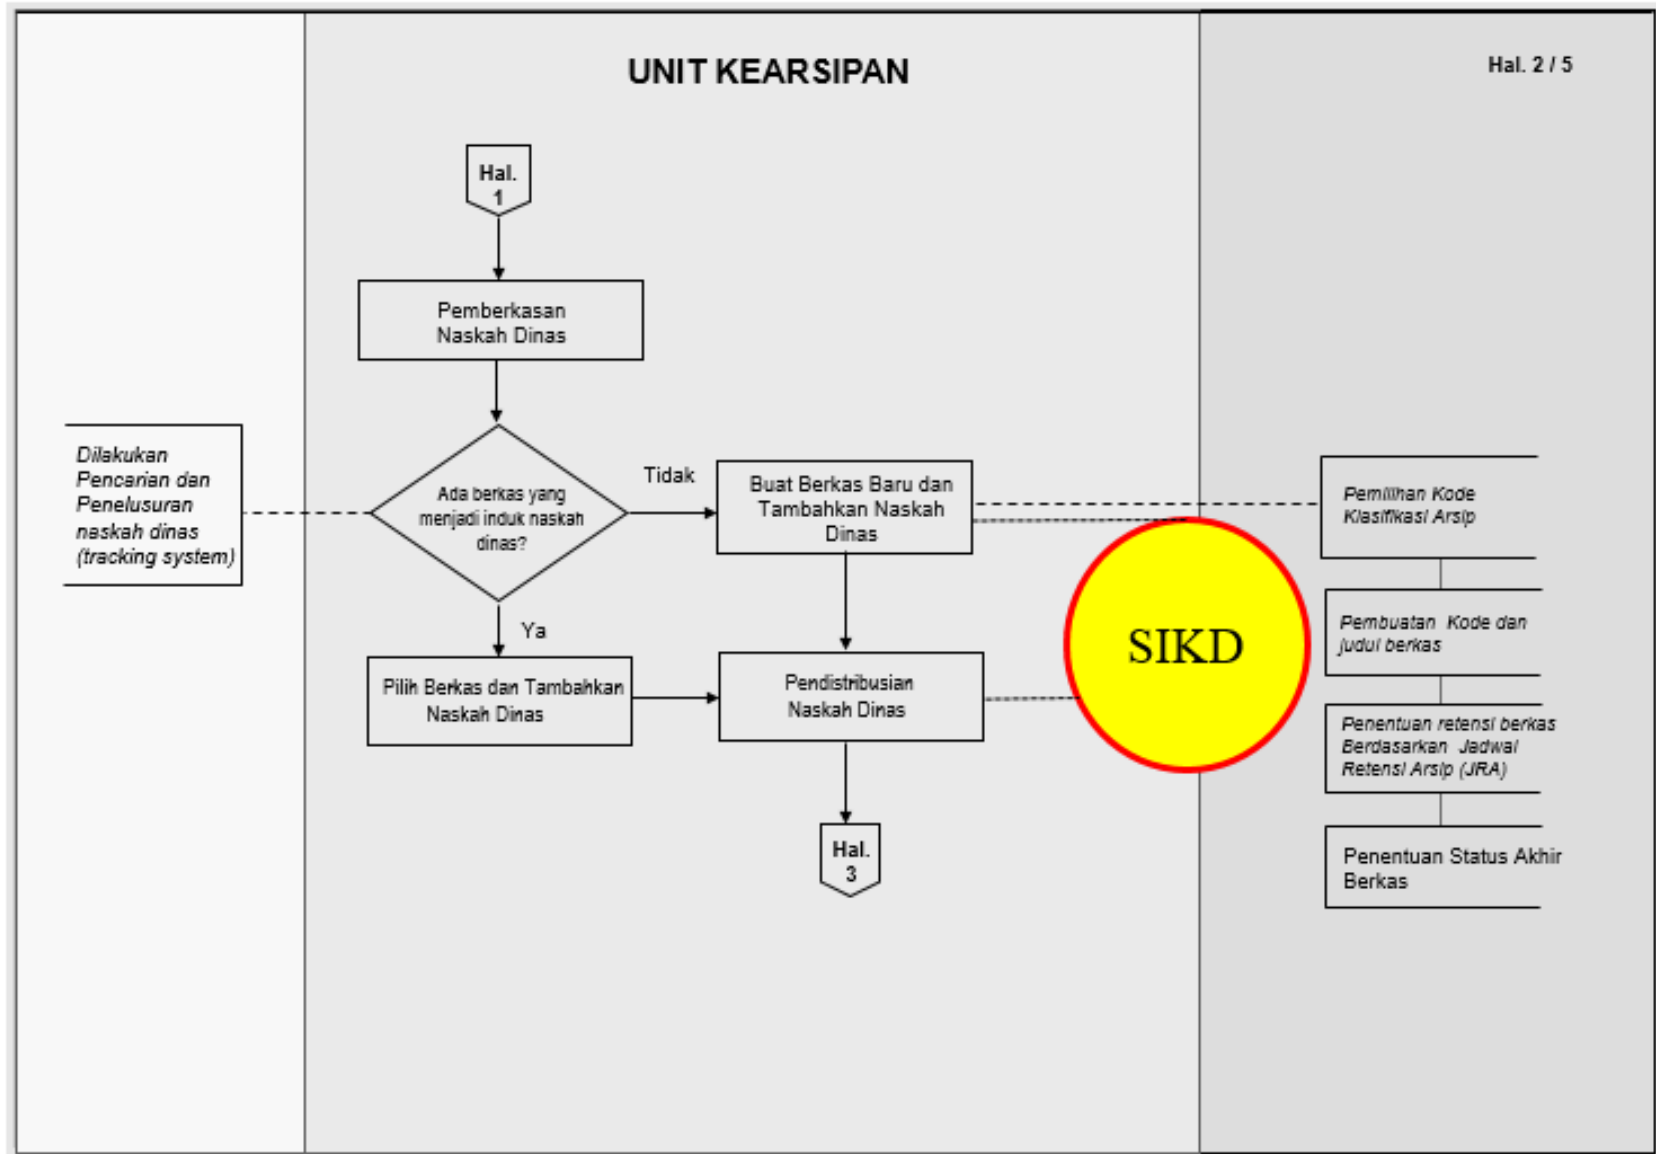 UNIT KEARSIPAN
Hal. 2 / 5
Hal.
1
Pemberkasan
Naskah Dinas
Dilakukan
Pencarian dan
Penelusuran
naskah dinas
(tracking system)
Ada berkas yang
menjadi induk naskah
dinas?
Tidak
Buat Berkas Baru dan
Tambahkan Naskah
Dinas
Pemilihan Kode
Klasifikasi Arsip
Ya
SIKD
Pembuatan Kode dan
judul berkas
Pilih Berkas dan Tambahkan
Naskah Dinas
Pendistribusian
Naskah Dinas
Penentuan retensi berkas
Berdasarkan Jadwal
Retensi Arsip (JRA)
Hal.
3
Penentuan Status Akhir
Berkas